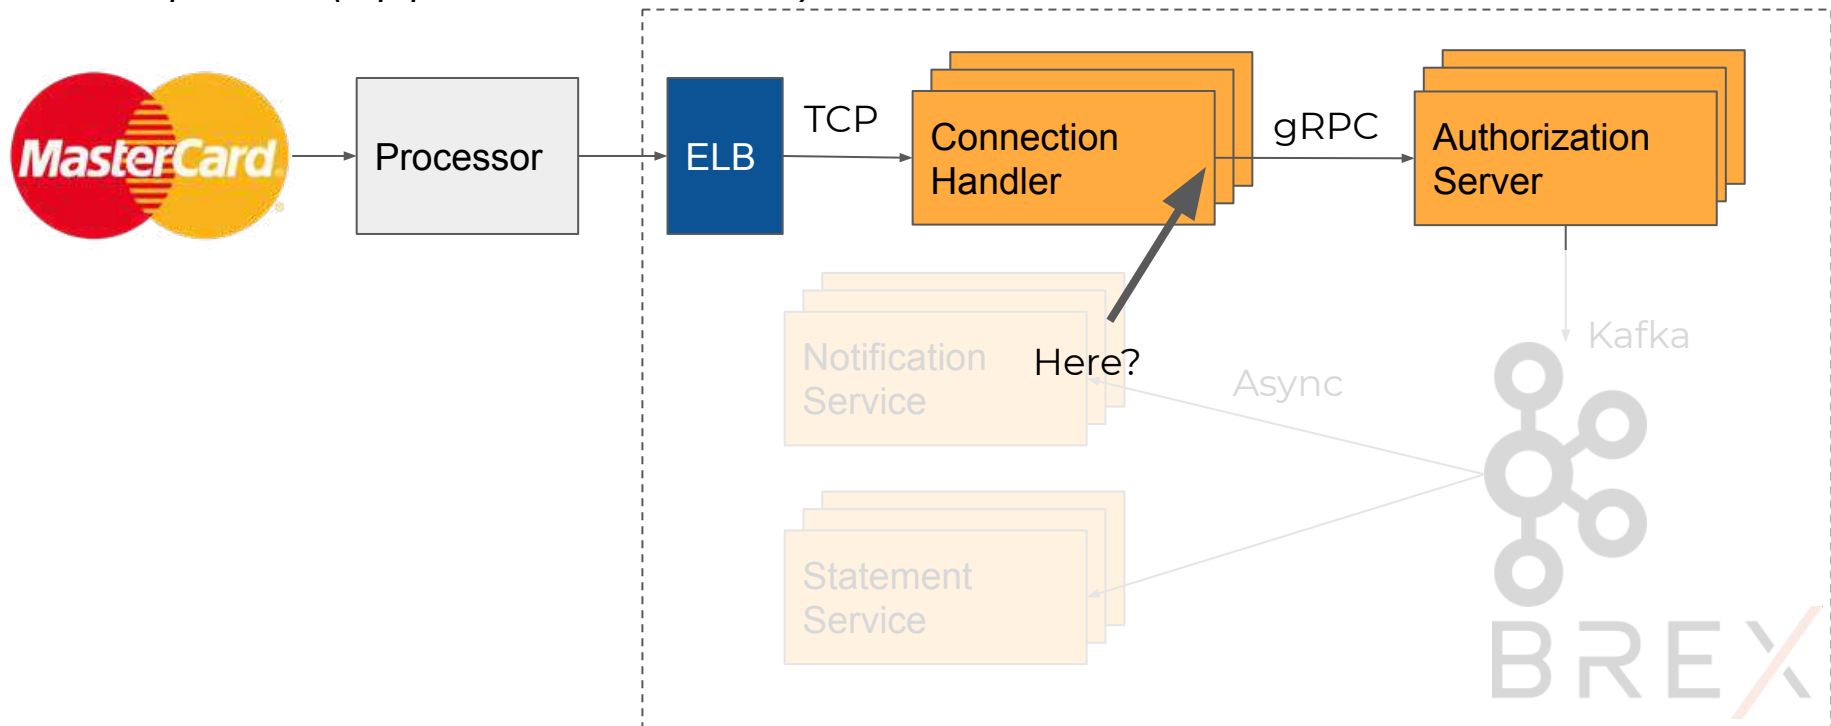 MasterCard
Processor
ELB
TCP
Connection
Handler
gRPC
Authorization
Server
Notification
Service
Here?
Async
Kafka
Statement
Service
BREX